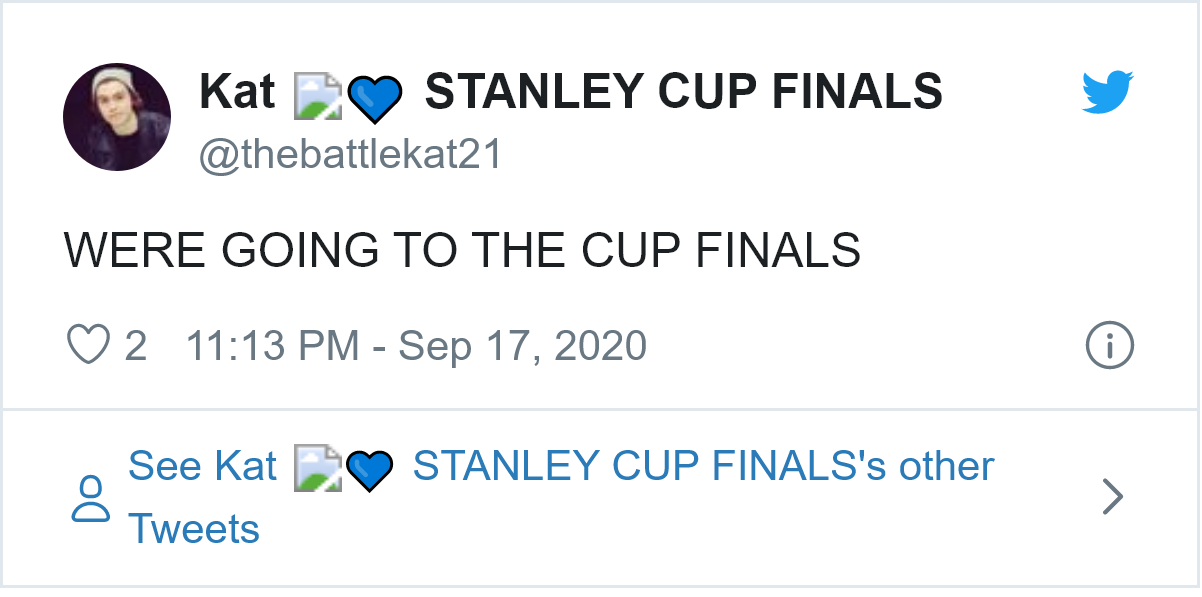 Kat 💙 STANLEY CUP FINALS
@thebattlekat21
WERE GOING TO THE CUP FINALS
2 11:13 PM - Sep 17, 2020
See Kat 💙 STANLEY CUP FINALS's other
Tweets